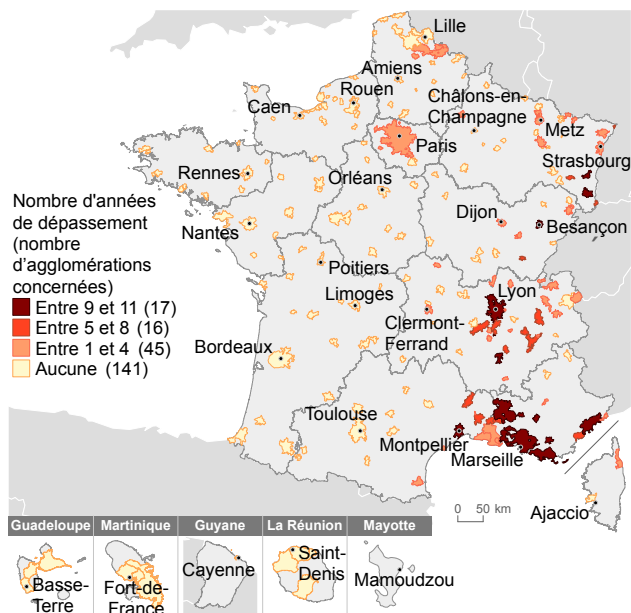 Lille
Amiens
Rouen
Caen
Châlons-en-
Champagne
Metz
Paris
Strasbourg
Rennes
Orléans
Nombre d'années
de dépassement
(nombre
d’agglomérations
concernées)
Entre 9 et 11 (17)
Entre 5 et 8 (16)
Entre 1 et 4 (45)
Aucune (141)
Nantes
Dijon
Besançon
Poitiers
Limoges
Lyon
Clermont-
Ferrand
Bordeaux
Toulouse
Montpellier
Marseille
0 50 km
Ajaccio
Guadeloupe
Martinique
Guyane
La Réunion
Mayotte
Basse-
Terre
Fort-de-
France
Cayenne
Saint-
Denis
Mamoudzou